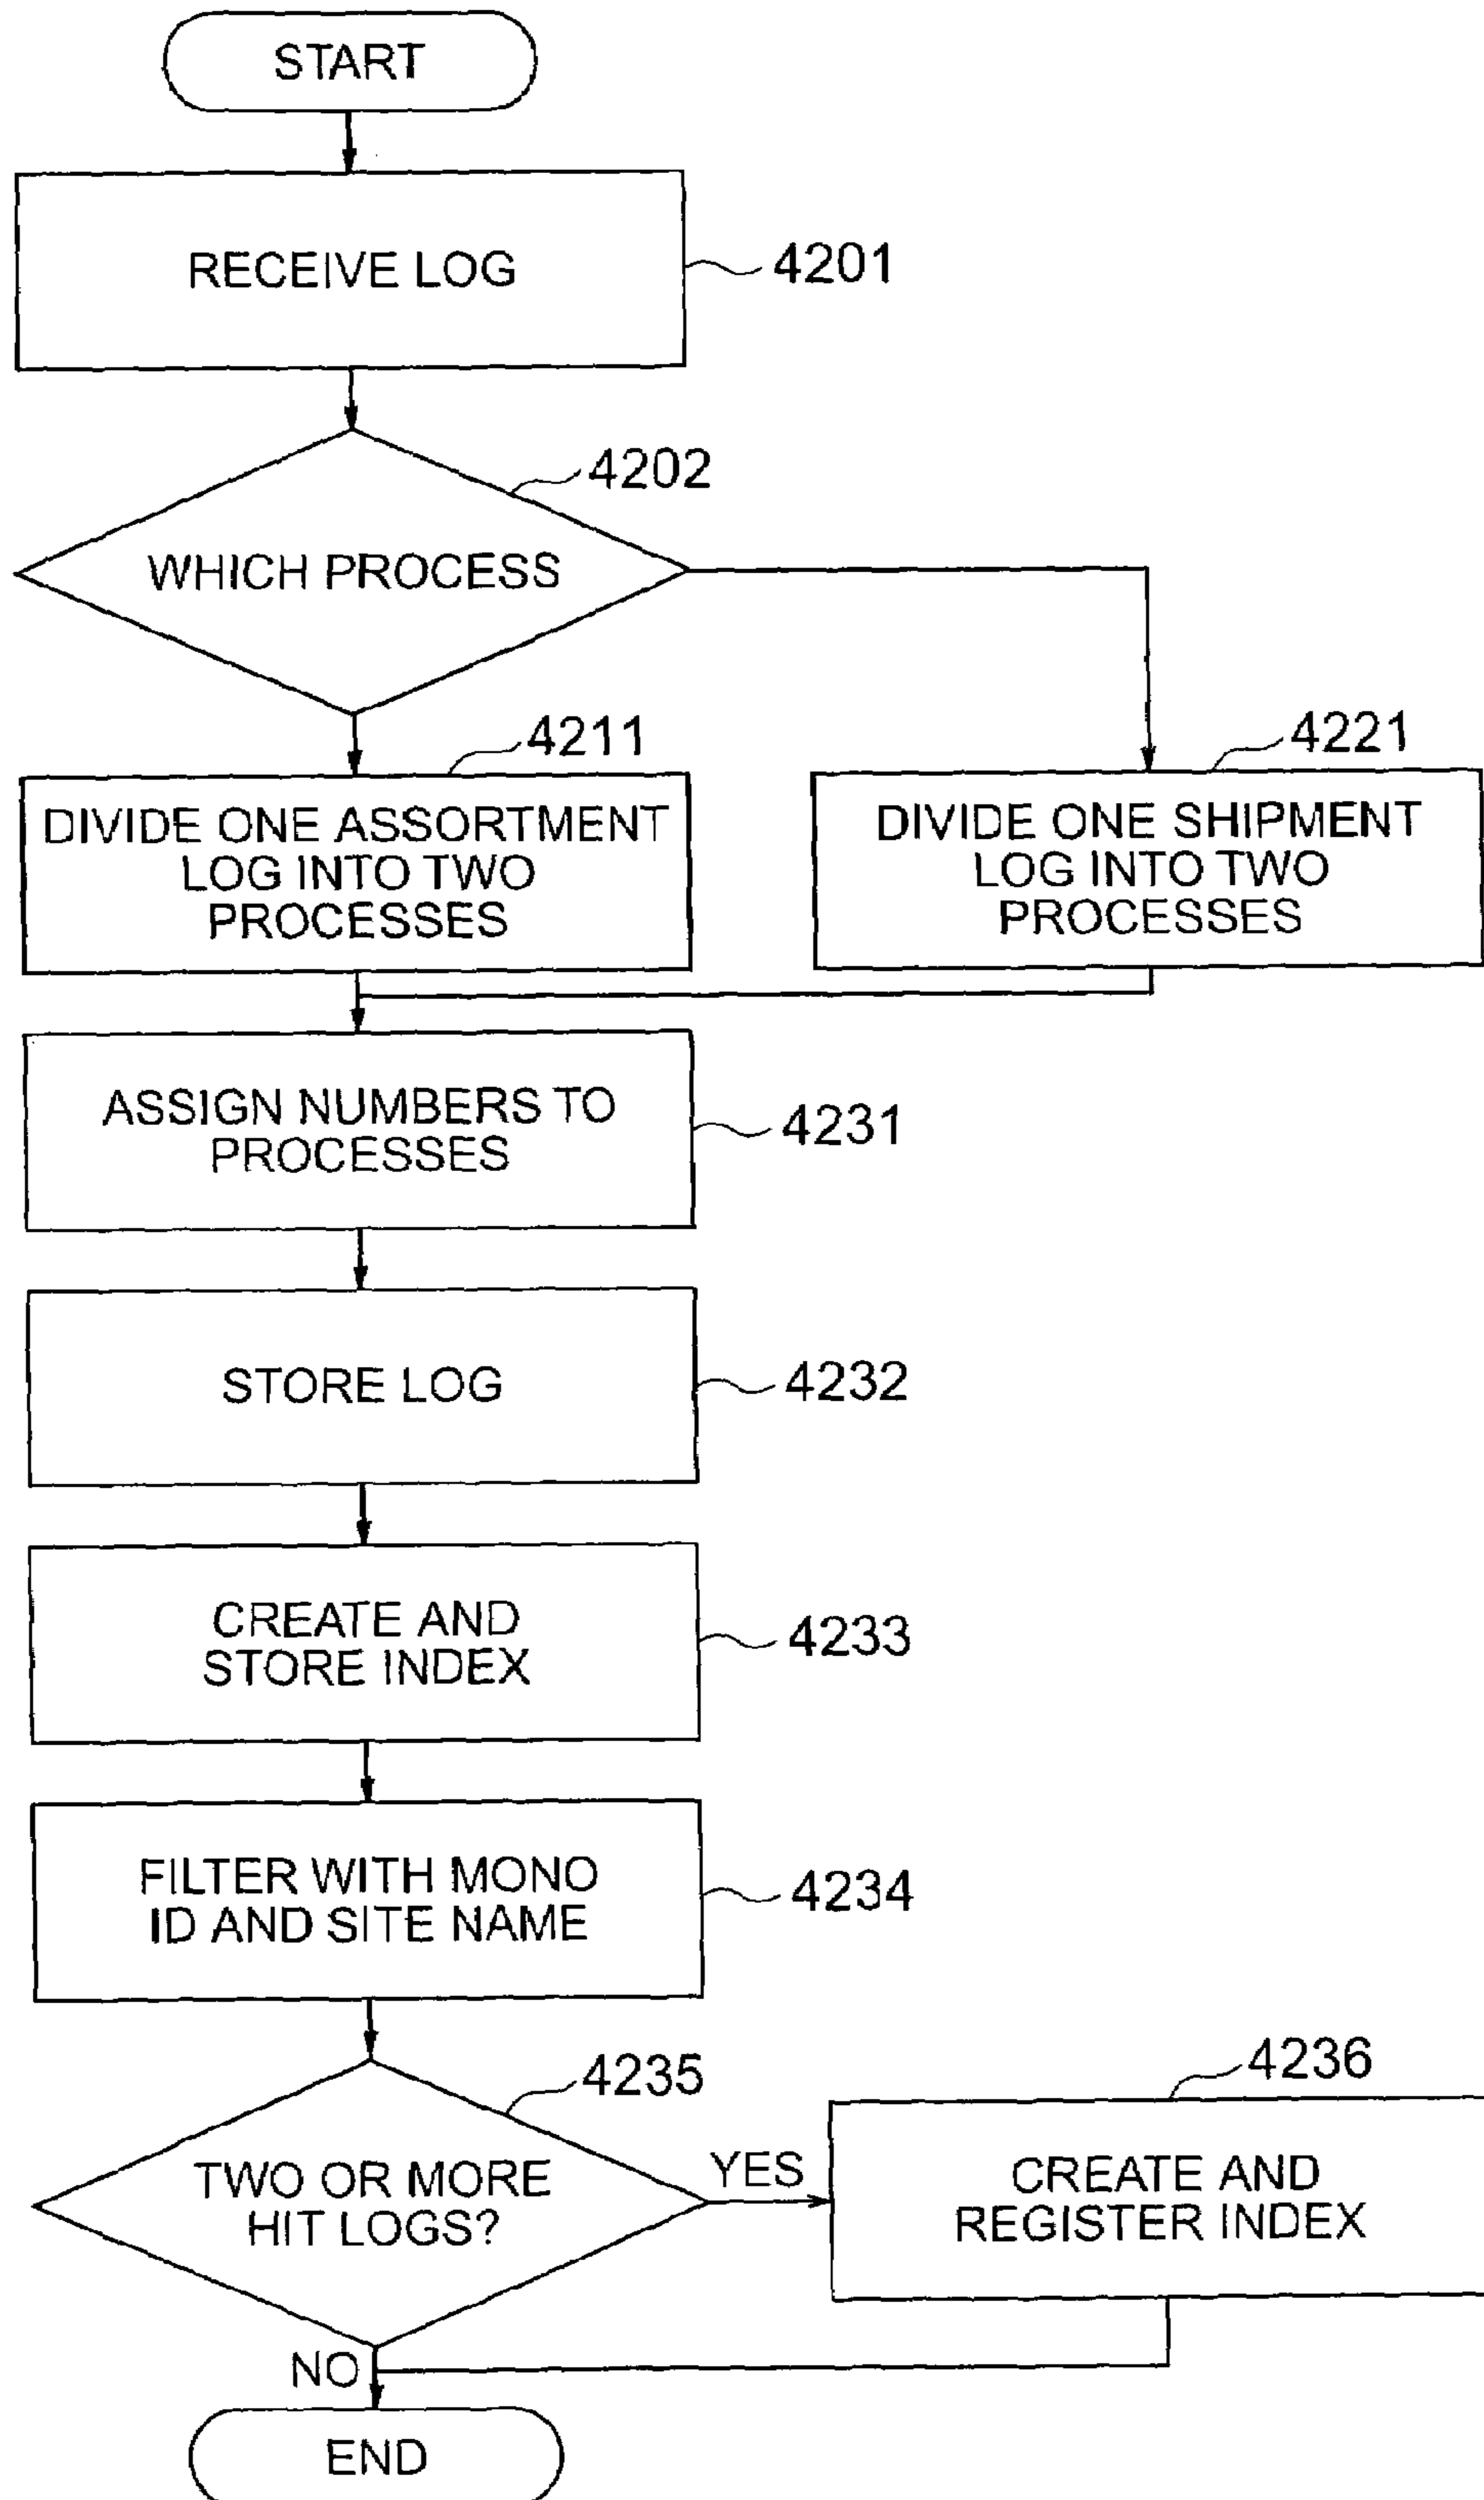 START
RECEIVE LOG
4201
4202
WHICH PROCESS
4211
DIVIDE ONE ASSORTMENT
LOG INTO TWO
PROCESSES
4221
DIVIDE ONE SHIPMENT
LOG INTO TWO
PROCESSES
ASSIGN NUMBERS TO
PROCESSES
4231
STORE LOG
4232
CREATE AND
STORE INDEX
4233
FILTER WITH MONO
ID AND SITE NAME
4234
4235
TWO OR MORE
HIT LOGS?
YES
4236
CREATE AND
REGISTER INDEX
NO
END